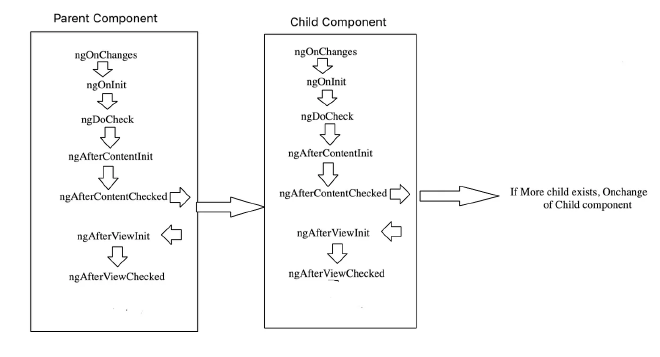 Parent Component
ngOnChanges
ngOnInit
ngDoCheck
ngAfterContentInit
ngAfterContentChecked
ngAfterViewInit
ngAfterViewChecked
Child Component
ngOnChanges
ngOnInit
ngDoCheck
ngAfterContentInit
ngAfterContentChecked
ngAfterViewInit
ngAfterViewChecked
If More child exists, Onchange
of Child component